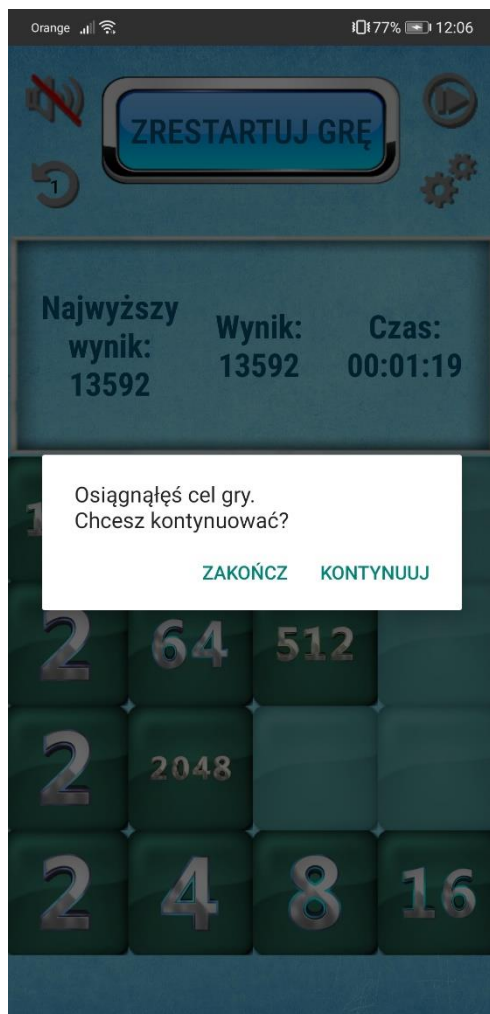 Orange 77% 12:06
ZRESTARTUJ GRĘ
1
Najwyższy
wynik:
13592
Wynik:
13592
Czas:
00:01:19
Osiągnąłęś cel gry.
Chcesz kontynuować?
ZAKOŃCZ KONTYNUUJ
2 64 512
2 2048
2 4 8 16